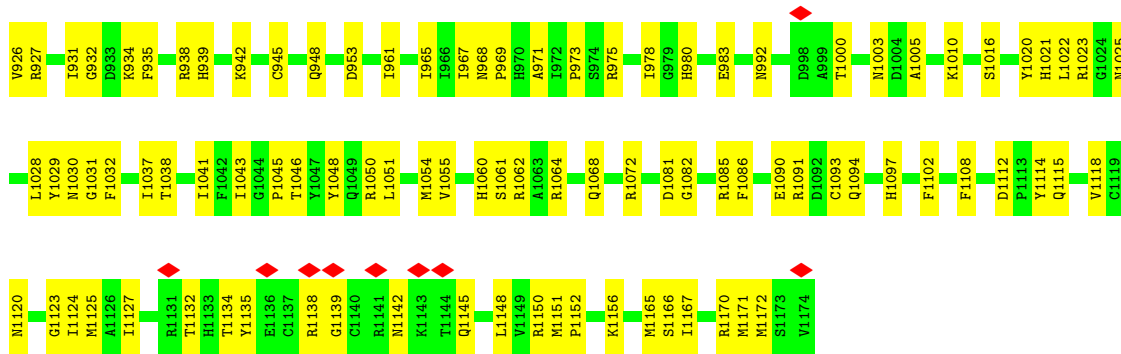 V926 R927 I931 G932 D933 K934 F935 R938 H939 K942 C945 Q948 D953 I961 I965 I966 I967 N968 P969 H970 A971 I972 P973 S974 R975 I978 G979 H980 E983 N992 D998 A999 T1000 N1003 D1004 A1005 K1010 S1016 Y1020 H1021 L1022 R1023 G1024 N1025
L1028 Y1029 N1030 G1031 F1032 I1037 T1038 I1041 F1042 I1043 G1044 P1045 T1046 Y1047 Y1048 Q1049 R1050 L1051 M1054 V1055 H1060 S1061 R1062 A1063 R1064 Q1068 R1072 D1081 G1082 R1085 F1086 E1090 R1091 D1092 C1093 Q1094 H1097 F1102 F1108 D1112 P1113 Y1114 Q1115 V1118 C1119
N1120 G1123 I1124 M1125 A1126 I1127 R1131 T1132 H1133 T1134 Y1135 E1136 C1137 R1138 G1139 C1140 R1141 N1142 K1143 T1144 Q1145 L1148 V1149 R1150 M1151 P1152 K1156 M1165 S1166 I1167 R1170 M1171 M1172 S1173 V1174